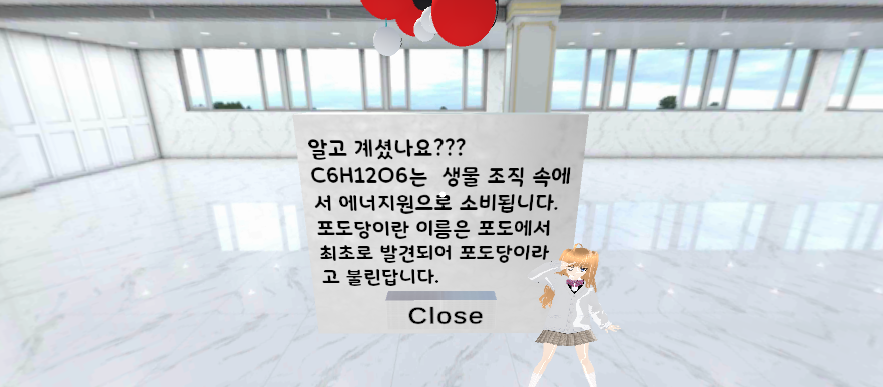 알고 계셨나요???
C6H12O6는 생물 조직 속에
서 에너지원으로 소비됩니다.
포도당이란 이름은 포도에서
최초로 발견되어 포도당이라
고 불린답니다.
Close